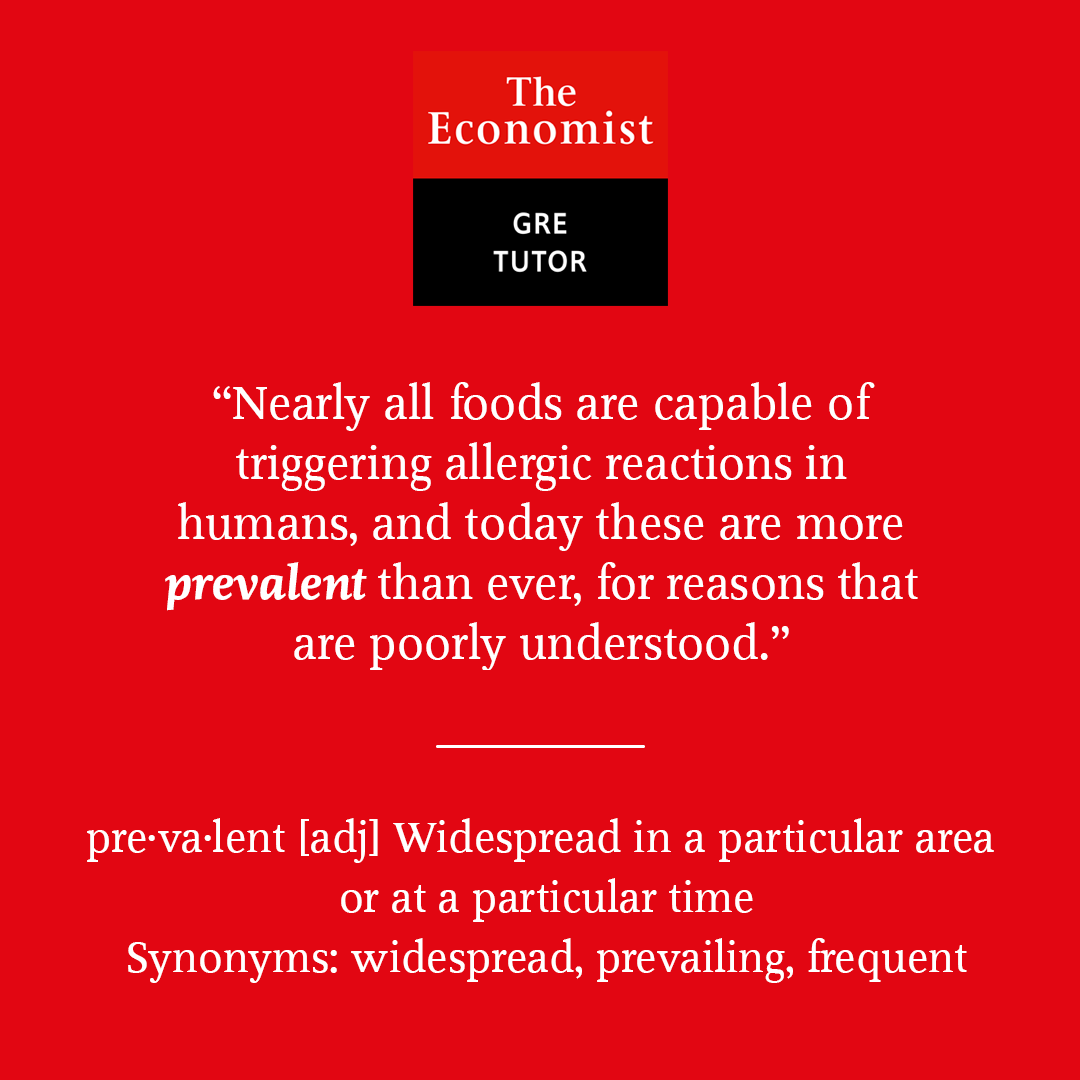 The
Economist
GRE
TUTOR
“Nearly all foods are capable of
triggering allergic reactions in
humans, and today these are more
prevalent than ever, for reasons that
are poorly understood.”
pre·va·lent [adj] Widespread in a particular area
or at a particular time
Synonyms: widespread, prevailing, frequent